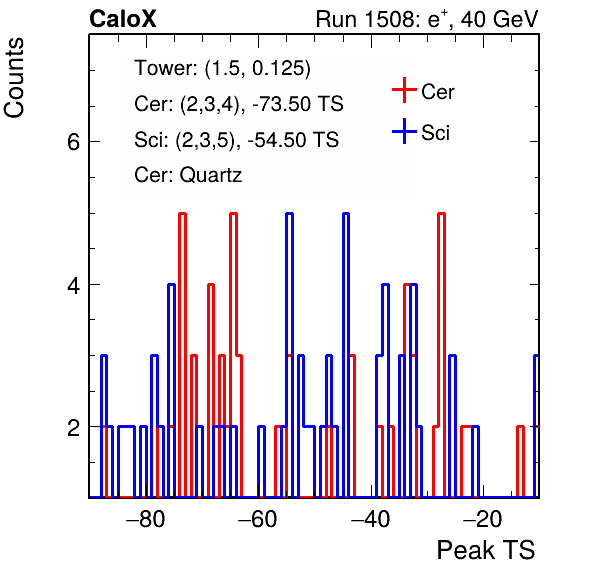 CaloX
Run 1508: e+, 40 GeV
Counts
Tower: (1.5, 0.125)
Cer: (2,3,4), -73.50 TS
Sci: (2,3,5), -54.50 TS
Cer: Quartz
Cer
Sci
6
4
2
−80
−60
−40
−20
Peak TS